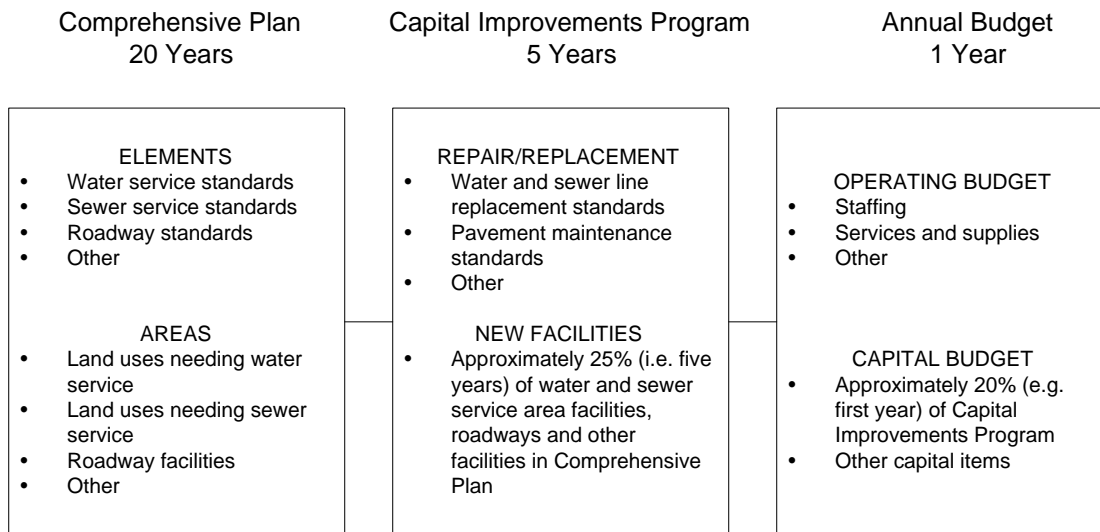 Comprehensive Plan
20 Years
Capital Improvements Program
5 Years
Annual Budget
1 Year
ELEMENTS
• Water service standards
• Sewer service standards
• Roadway standards
• Other
AREAS
• Land uses needing water
service
• Land uses needing sewer
service
• Roadway facilities
• Other
REPAIR/REPLACEMENT
• Water and sewer line
replacement standards
• Pavement maintenance
standards
• Other
NEW FACILITIES
• Approximately 25% (i.e. five
years) of water and sewer
service area facilities,
roadways and other
facilities in Comprehensive
Plan
OPERATING BUDGET
• Staffing
• Services and supplies
• Other
CAPITAL BUDGET
• Approximately 20% (e.g.
first year) of Capital
Improvements Program
• Other capital items